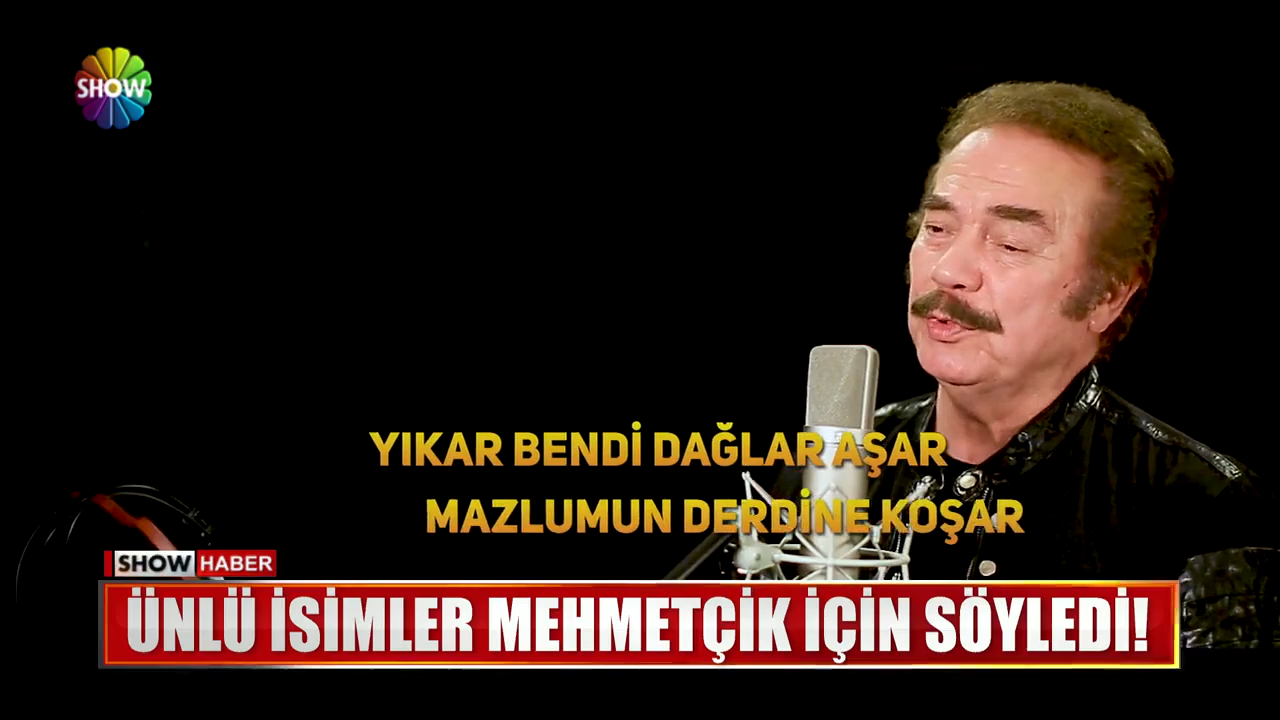 SHOW
YIKAR BENDİ DAĞLAR AŞAR
MAZLUMUN DERDİNE KOŞAR
SHOW HABER
ÜNLÜ İSİMLER MEHMETÇİK İÇİN SÖYLEDİ!